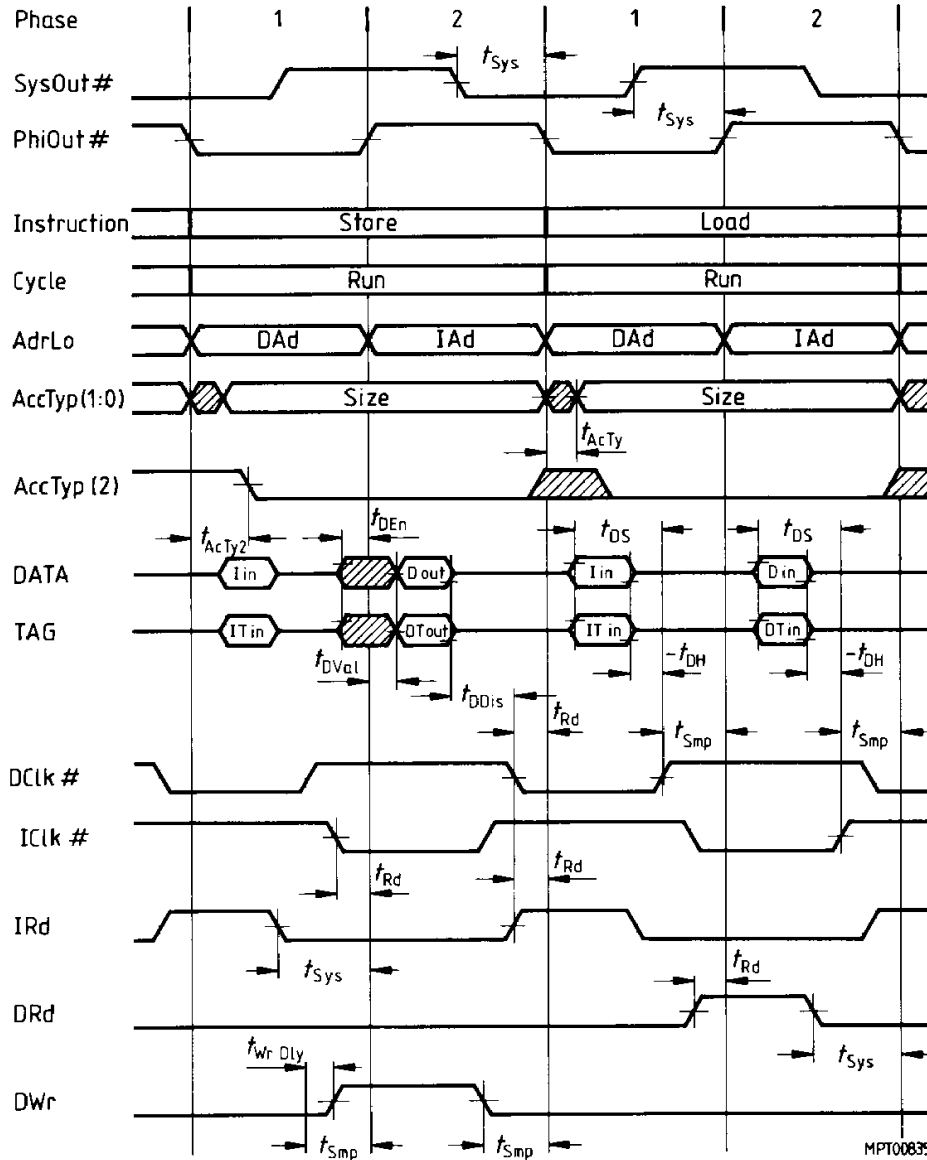 Phase 1 2 1 2
SysOut# tSys
tSys
PhiOut#
Instruction Store Load
Cycle Run Run
AdrLo DAd IAd DAd IAd
AccTyp(1:0) Size Size
tAcTy
AccTyp(2)
tAcTy2 tDEn tDS tDS
DATA Iin Dout Iin Din
TAG ITin DTout ITin DTin
tDVal -tDH -tDH
tDDis tRd tSmp tSmp
DClk #
IClk #
tRd tRd
IRd
tSys tRd
DRd
tWr Dly tSys
DWr
tSmp tSmp
MPT00835